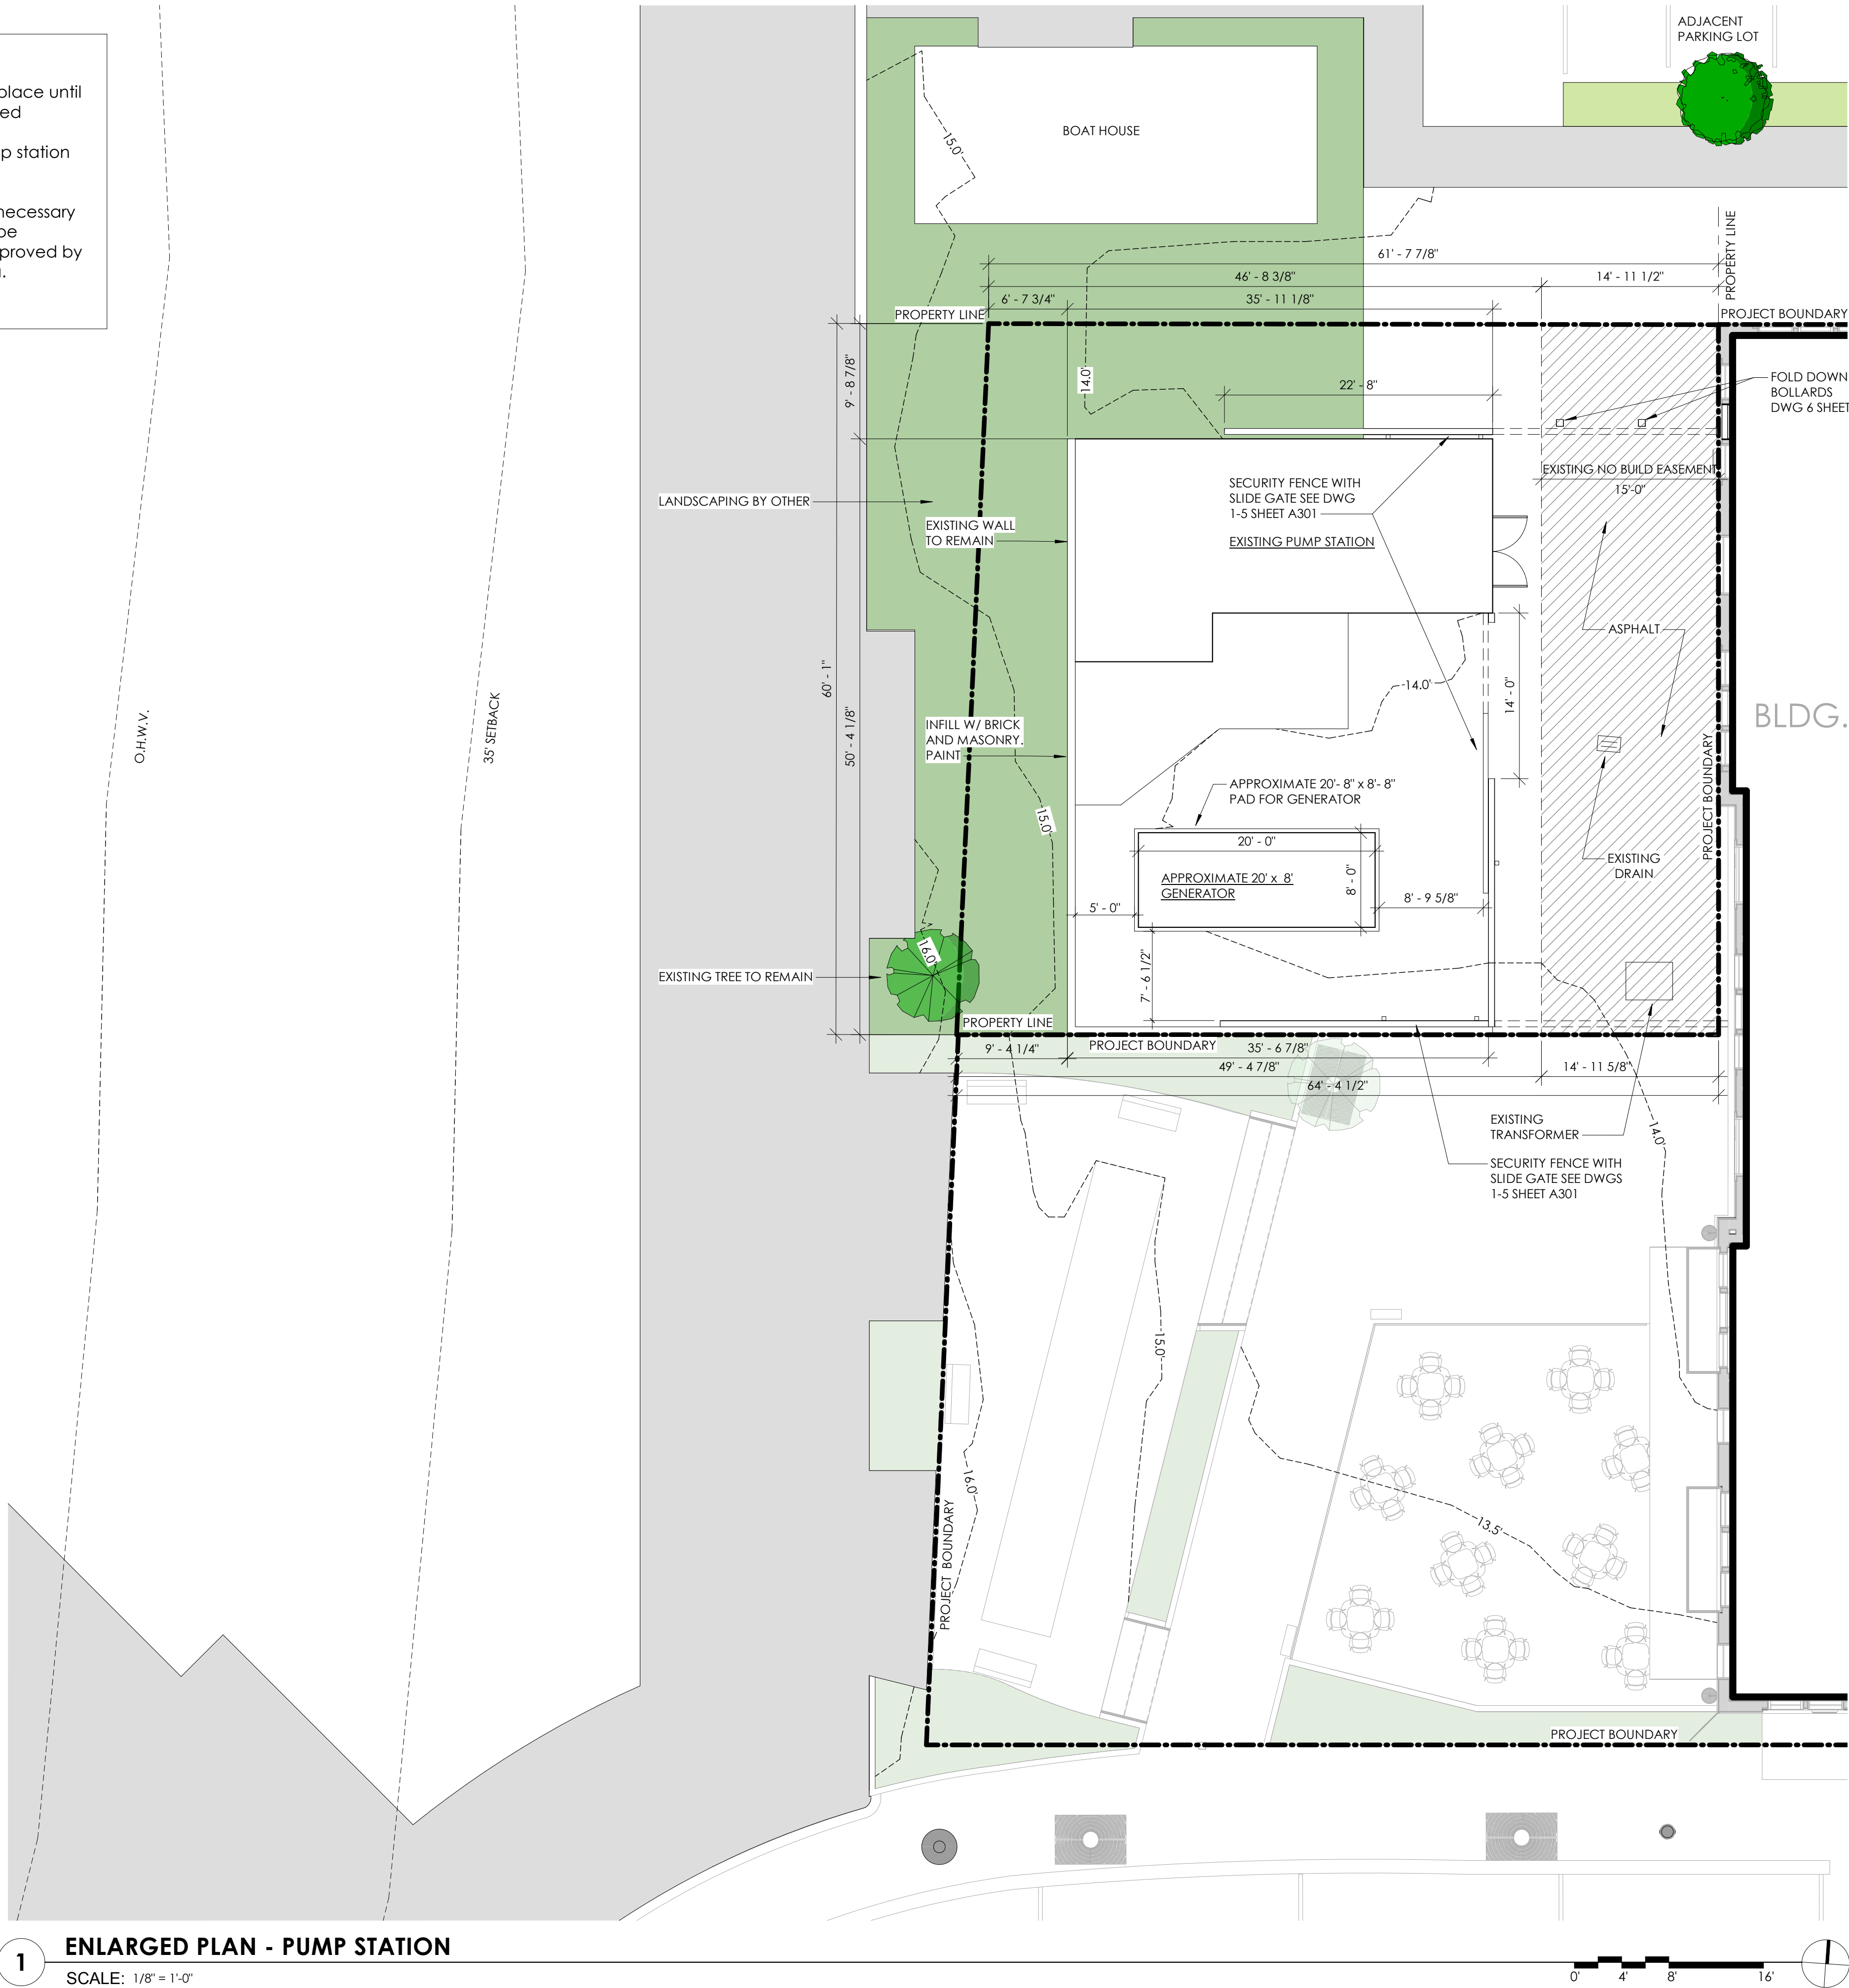 place until
ed
p station
necessary
be
proved by
.
ADJACENT
PARKING LOT
BOAT HOUSE
15.0'
PROPERTY LINE
61' - 7 7/8"
46' - 8 3/8"
14' - 11 1/2"
6' - 7 3/4"
35' - 11 1/8"
PROPERTY LINE
PROJECT BOUNDARY
9' - 8 7/8"
14.0'
22' - 8"
FOLD DOWN
BOLLARDS
DWG 6 SHEET
EXISTING NO BUILD EASEMENT
15'-0"
LANDSCAPING BY OTHER
SECURITY FENCE WITH
SLIDE GATE SEE DWG
1-5 SHEET A301
EXISTING PUMP STATION
EXISTING WALL
TO REMAIN
ASPHALT
60' - 1"
50' - 4 1/8"
14.0'
14' - 0"
O.H.W.V.
35' SETBACK
INFILL W/ BRICK
AND MASONRY.
PAINT
BLDG.
PROJECT BOUNDARY
APPROXIMATE 20'- 8" x 8'- 8"
PAD FOR GENERATOR
15.0'
20' - 0"
8' - 0"
APPROXIMATE 20' x 8'
GENERATOR
EXISTING
DRAIN
5' - 0"
8' - 9 5/8"
16.0'
7' - 6 1/2"
EXISTING TREE TO REMAIN
PROPERTY LINE
PROJECT BOUNDARY
9' - 4 1/4"
35' - 6 7/8"
49' - 4 7/8"
14' - 11 5/8"
64' - 4 1/2"
EXISTING
TRANSFORMER
14.0'
SECURITY FENCE WITH
SLIDE GATE SEE DWGS
1-5 SHEET A301
15.0'
16.0'
13.5'
PROJECT BOUNDARY
PROJECT BOUNDARY
1
ENLARGED PLAN - PUMP STATION
SCALE: 1/8" = 1'-0"
0' 4' 8' 16'